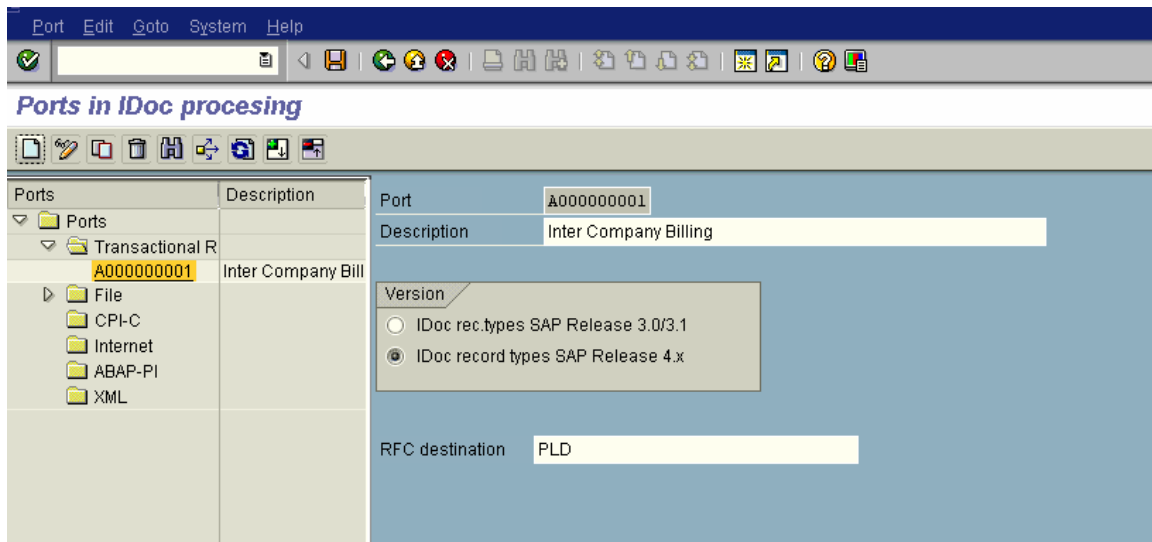 Port Edit Goto System Help
Ports in IDoc procesing
Ports Description
Ports
Transactional R
A000000001 Inter Company Bill
File
CPI-C
Internet
ABAP-PI
XML
Port A000000001
Description Inter Company Billing
Version
IDoc rec.types SAP Release 3.0/3.1
IDoc record types SAP Release 4.x
RFC destination PLD